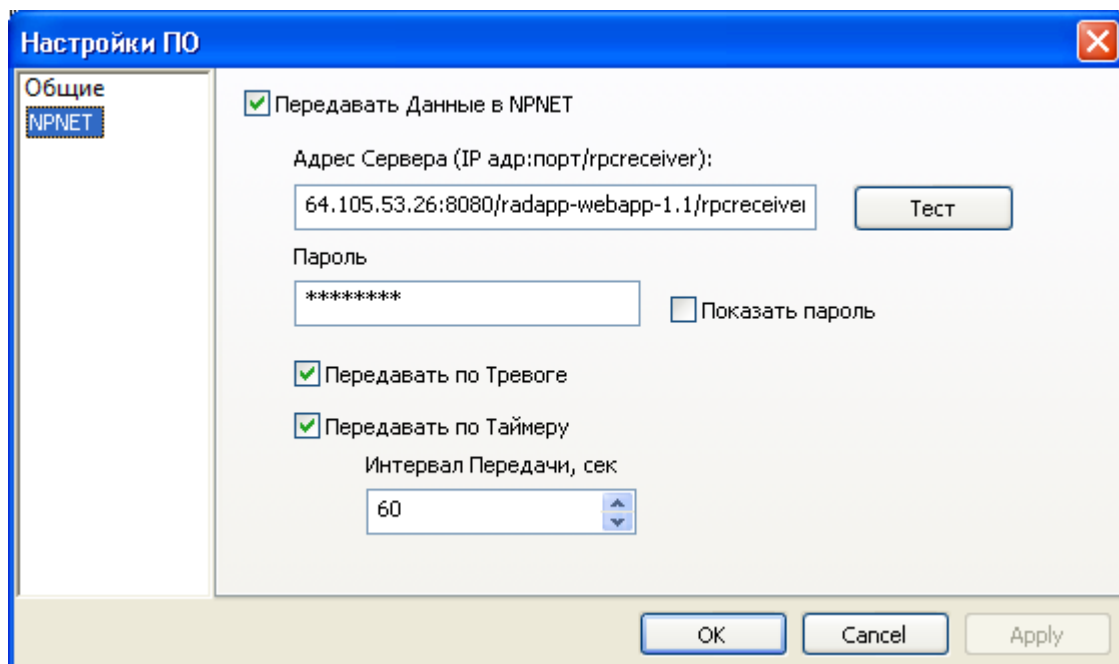 Настройки ПО
Общие
NPNET
Передавать Данные в NPNET
Адрес Сервера (IP адр:порт/rpcreceiver):
64.105.53.26:8080/radapp-webapp-1.1/rpcreceiver
Тест
Пароль
********
Показать пароль
Передавать по Тревоге
Передавать по Таймеру
Интервал Передачи, сек
60
OK
Cancel
Apply